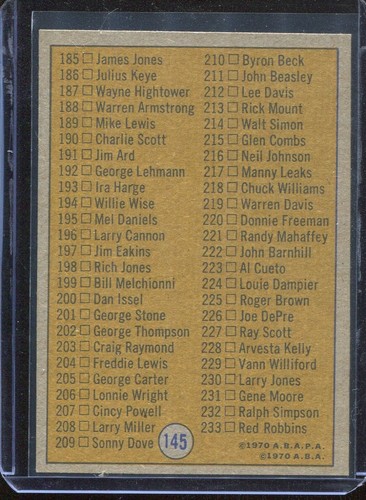 185 James Jones
186 Julius Keye
187 Wayne Hightower
188 Warren Armstrong
189 Mike Lewis
190 Charlie Scott
191 Jim Ard
192 George Lehmann
193 Ira Harge
194 Willie Wise
195 Mel Daniels
196 Larry Cannon
197 Jim Eakins
198 Rich Jones
199 Bill Melchionni
200 Dan Issel
201 George Stone
202 George Thompson
203 Craig Raymond
204 Freddie Lewis
205 George Carter
206 Lonnie Wright
207 Cincy Powell
208 Larry Miller
209 Sonny Dove
145
210 Byron Beck
211 John Beasley
212 Lee Davis
213 Rick Mount
214 Walt Simon
215 Glen Combs
216 Neil Johnson
217 Manny Leaks
218 Chuck Williams
219 Warren Davis
220 Donnie Freeman
221 Randy Mahaffey
222 John Barnhill
223 Al Cueto
224 Louie Dampier
225 Roger Brown
226 Joe DePre
227 Ray Scott
228 Arvesta Kelly
229 Vann Williford
230 Larry Jones
231 Gene Moore
232 Ralph Simpson
233 Red Robbins
©1970 A.B.A.P.A.
©1970 A.B.A.